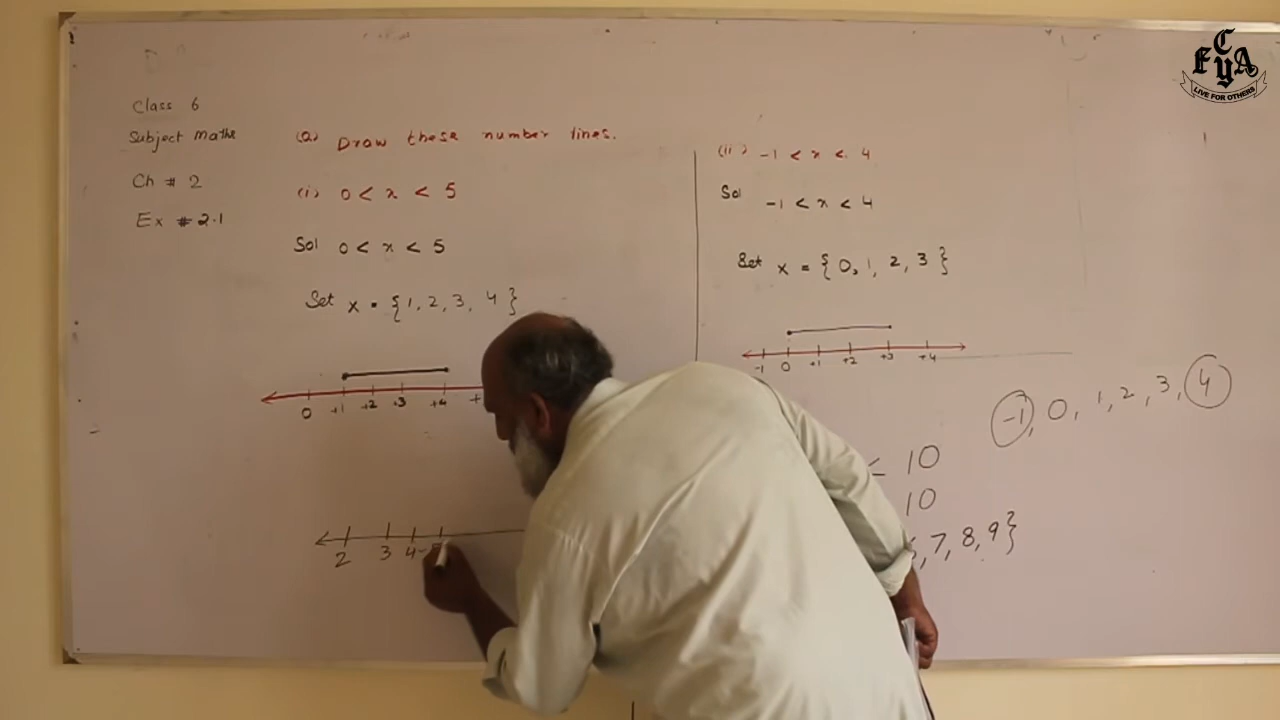 Class 6
Subject Maths
Ch # 2
Ex # 2.1
(Q) Draw these number lines.
(i) 0 < x < 5
Sol 0 < x < 5
Set X = {1, 2, 3, 4}
0 +1 +2 +3 +4 +
2 3 4 5
(ii) -1 < x < 4
Sol -1 < x < 4
Set X = {0, 1, 2, 3}
-1 0 +1 +2 +3 +4
-1, 0, 1, 2, 3, 4
< 10
10
, 7, 8, 9}
E C Y A
LIVE FOR OTHERS